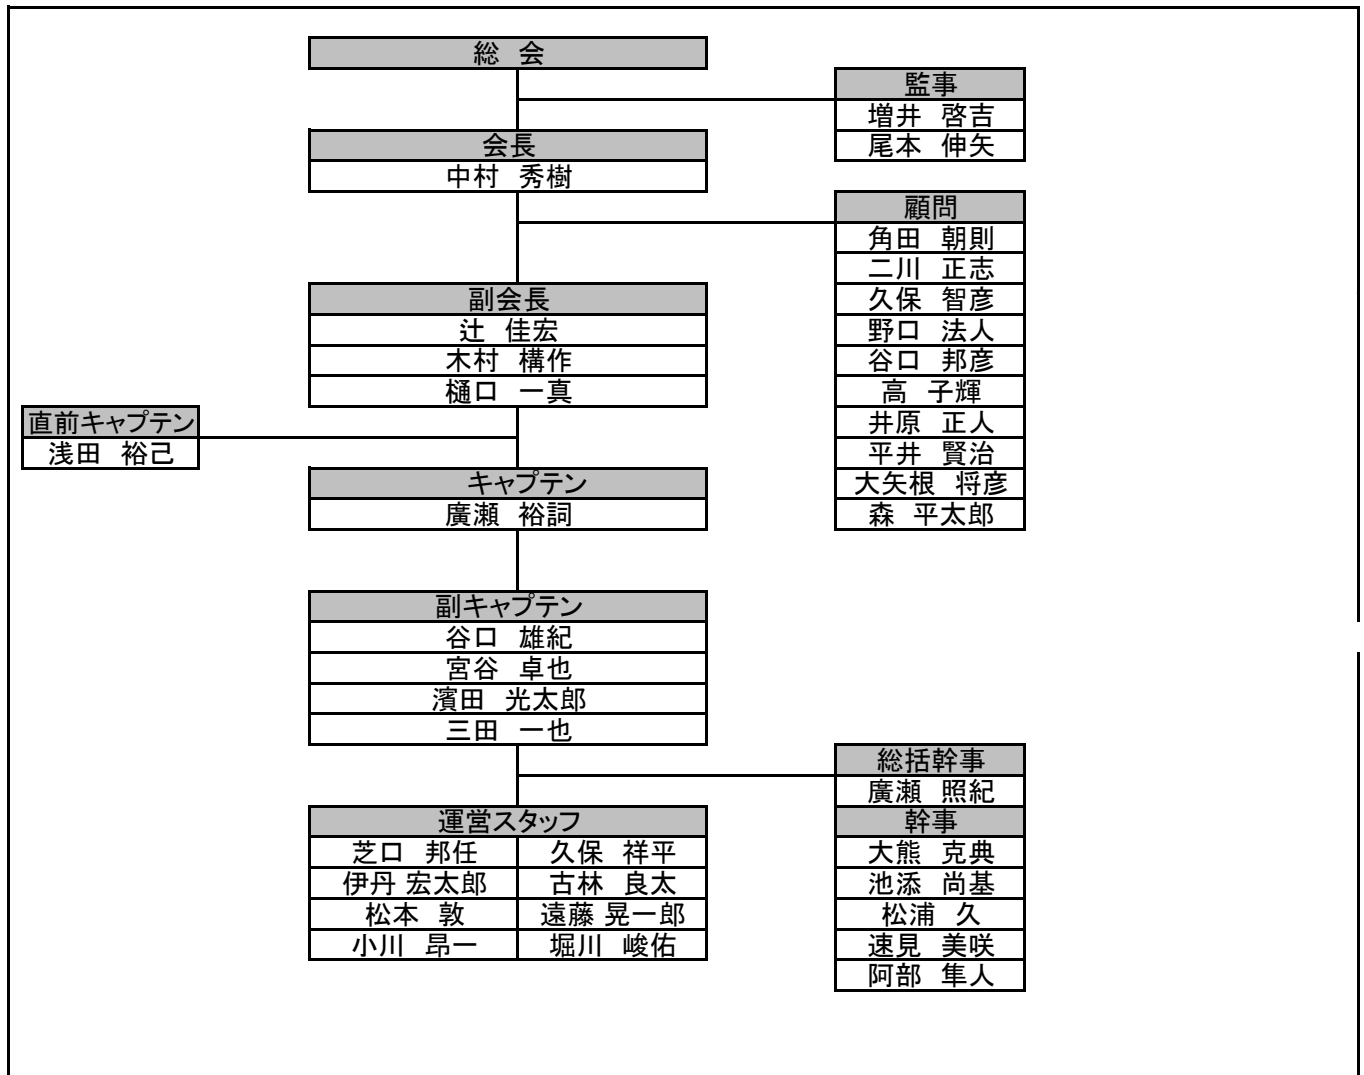 総　会
監事
増井　啓吉
尾本　伸矢
会長
中村　秀樹
顧問
角田　朝則
二川　正志
久保　智彦
野口　法人
谷口　邦彦
高　子輝
井原　正人
平井　賢治
大矢根　将彦
森　平太郎
副会長
辻　佳宏
木村　構作
樋口　一真
直前キャプテン
浅田　裕己
キャプテン
廣瀬　裕詞
副キャプテン
谷口　雄紀
宮谷　卓也
濱田　光太郎
三田　一也
総括幹事
廣瀬　照紀
幹事
大熊　克典
池添　尚基
松浦　久
速見　美咲
阿部　隼人
運営スタッフ
芝口　邦任　久保　祥平
伊丹 宏太郎　古林　良太
松本　敦　遠藤 晃一郎
小川　昂一　堀川　峻佑